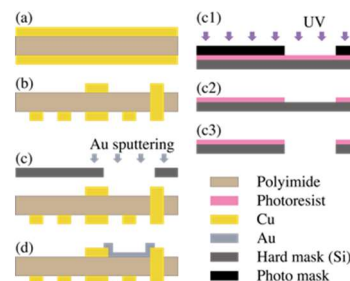 (a)
(b)
Au sputtering
(c)
(d)
(c1)
UV
(c2)
(c3)
Polyimide
Photoresist
Cu
Au
Hard mask (Si)
Photo mask